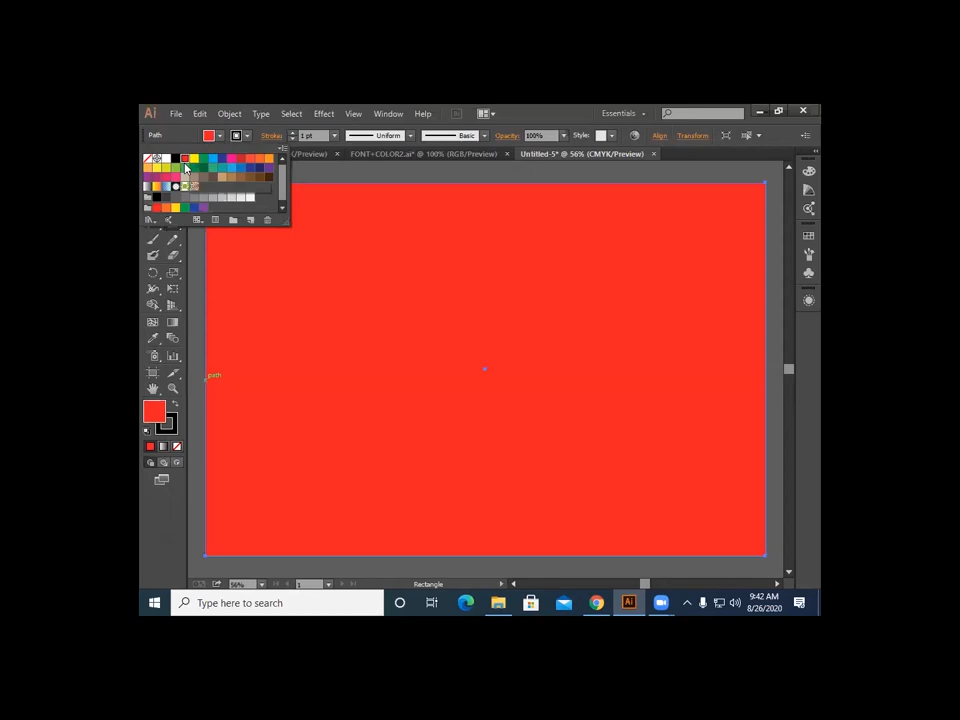 Ai File Edit Object Type Select Effect View Window Help Br Essentials
Path Stroke: 1 pt Uniform Basic Opacity: 100% Style: Align Transform
/Preview) × FONT+COLOR2.ai* @ 100% (RGB/Preview) × Untitled-5* @ 56% (CMYK/Preview) ×
path
56% 1 Rectangle
Type here to search
Ai
9:42 AM
8/26/2020